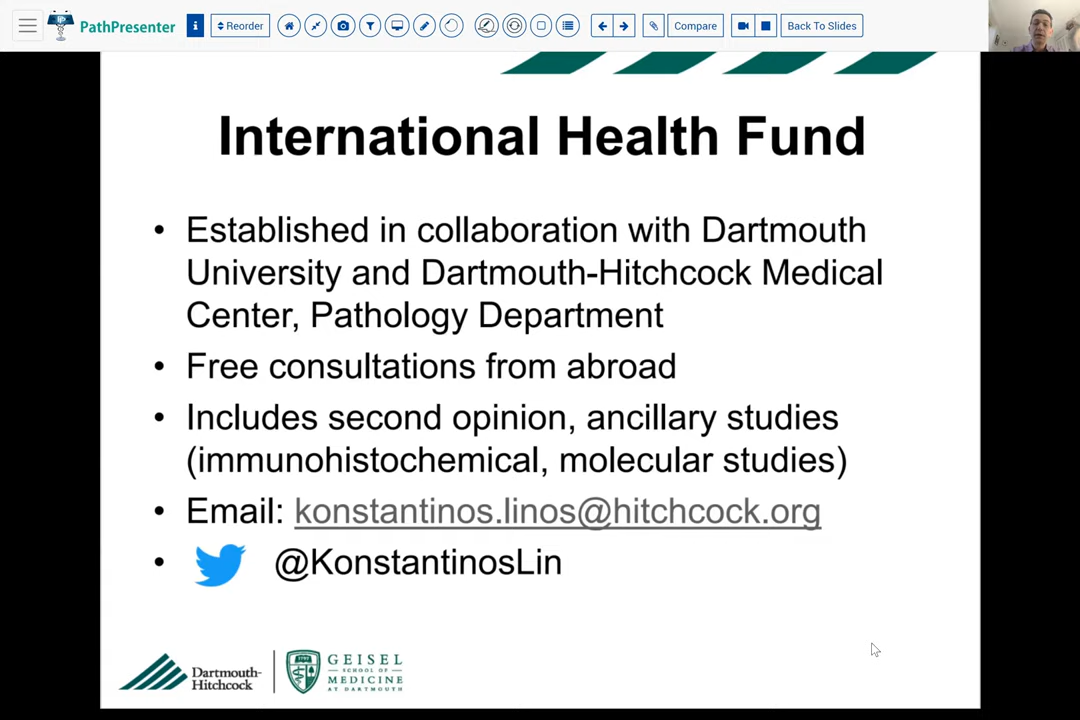 PathPresenter
Reorder
Compare
Back To Slides
International Health Fund
• Established in collaboration with Dartmouth
University and Dartmouth-Hitchcock Medical
Center, Pathology Department
• Free consultations from abroad
• Includes second opinion, ancillary studies
(immunohistochemical, molecular studies)
• Email: konstantinos.linos@hitchcock.org
• @KonstantinosLin
Dartmouth-
Hitchcock
GEISEL
SCHOOL OF
MEDICINE
AT DARTMOUTH